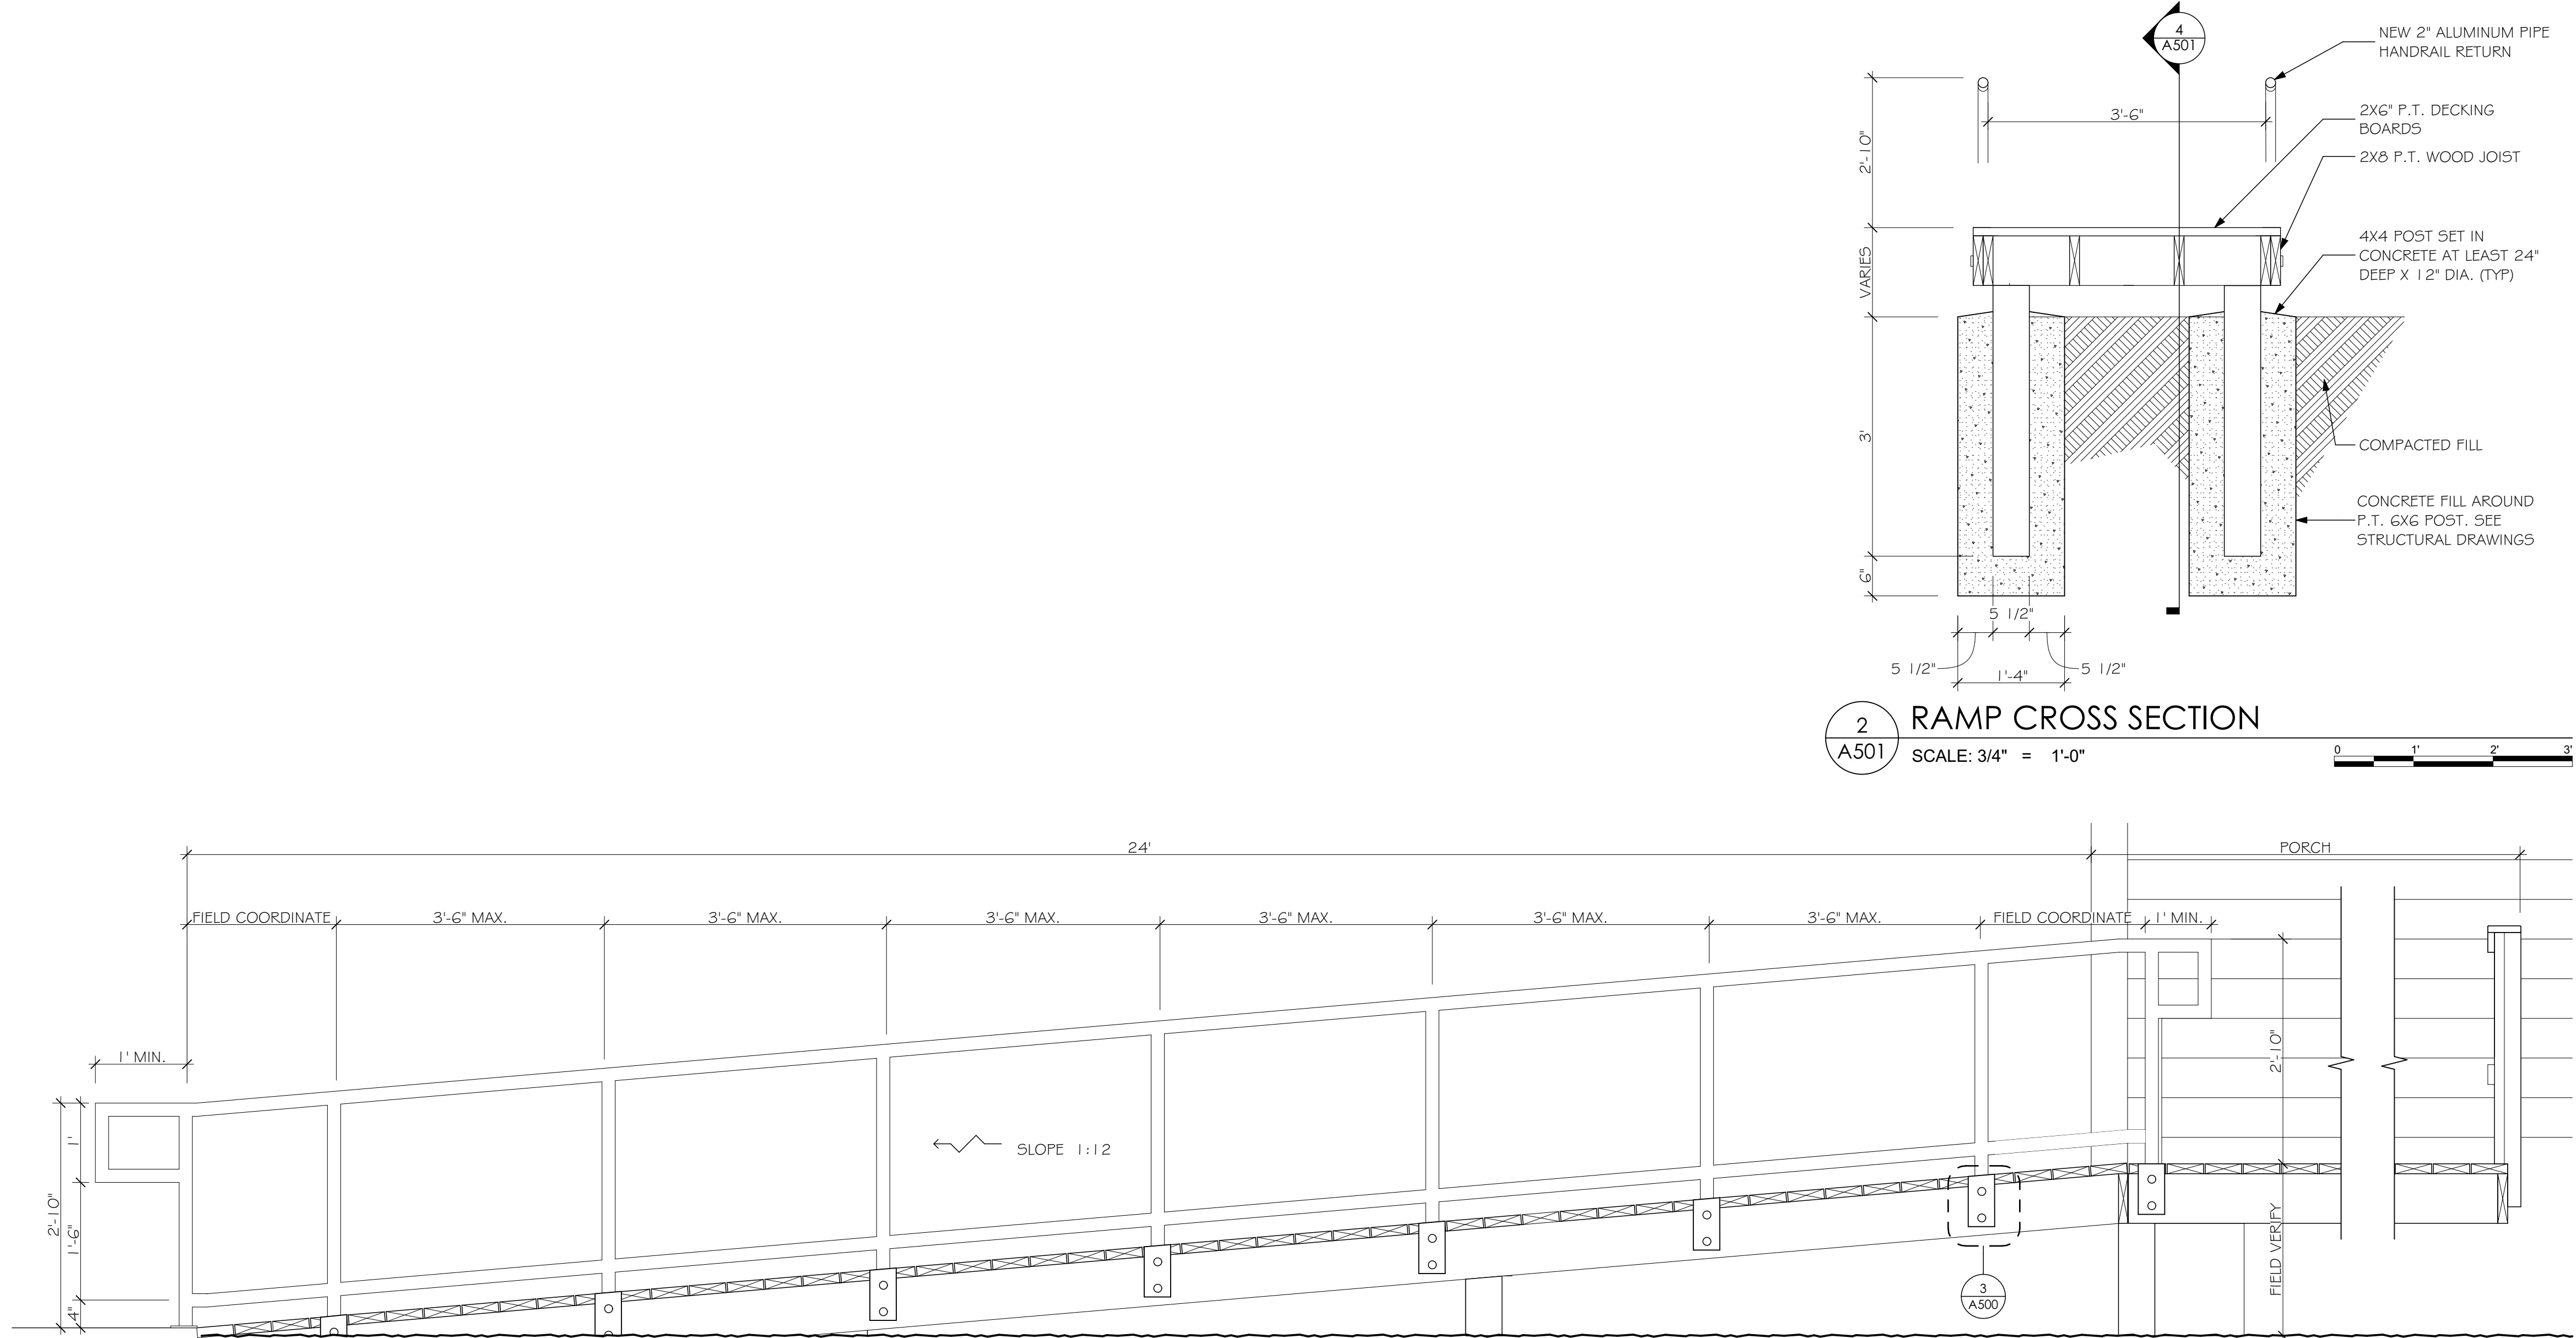 4
A501
NEW 2" ALUMINUM PIPE
HANDRAIL RETURN
3'-6"
2X6" P.T. DECKING
BOARDS
2X8 P.T. WOOD JOIST
2'-10"
4X4 POST SET IN
CONCRETE AT LEAST 24"
DEEP X 12" DIA. (TYP)
VARIES
3'
COMPACTED FILL
CONCRETE FILL AROUND
P.T. 6X6 POST. SEE
STRUCTURAL DRAWINGS
6"
5 1/2"
5 1/2"
5 1/2"
1'-4"
2
A501
RAMP CROSS SECTION
SCALE: 3/4" = 1'-0"
0 1' 2' 3'
24'
PORCH
FIELD COORDINATE
3'-6" MAX.
3'-6" MAX.
3'-6" MAX.
3'-6" MAX.
3'-6" MAX.
3'-6" MAX.
FIELD COORDINATE
1' MIN.
1' MIN.
2'-10"
1'
1'-6"
4"
2'-10"
SLOPE 1:12
FIELD VERIFY
3
A500